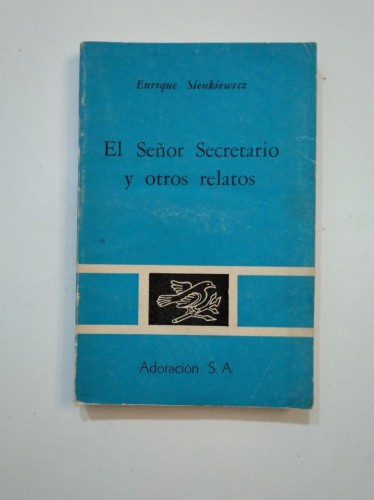 Enrique Sienkiewicz
El Señor Secretario
y otros relatos
Adoración S. A.